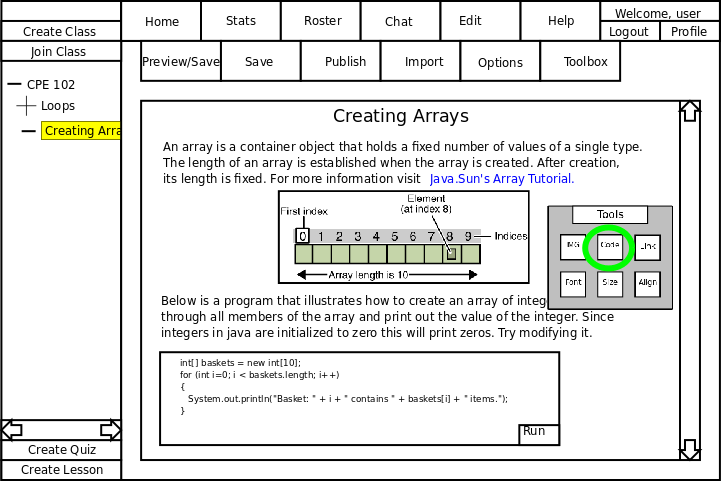 Home
Stats
Roster
Chat
Edit
Help
Welcome, user
Logout
Profile
Create Class
Join Class
Preview/Save
Save
Publish
Import
Options
Toolbox
CPE 102
Loops
Creating Arra
Creating Arrays
An array is a container object that holds a fixed number of values of a single type.
The length of an array is established when the array is created. After creation,
its length is fixed. For more information visit Java.Sun's Array Tutorial.
Element
(at index 8)
First index
0 1 2 3 4 5 6 7 8 9 Indices
Array length is 10
Tools
IMG
Code
Link
Font
Size
Align
Below is a program that illustrates how to create an array of integ
through all members of the array and print out the value of the integer. Since
integers in java are initialized to zero this will print zeros. Try modifying it.
int[] baskets = new int[10];
for (int i=0; i < baskets.length; i++)
{
System.out.println("Basket: " + i + " contains " + baskets[i] + " items.");
}
Run
Create Quiz
Create Lesson